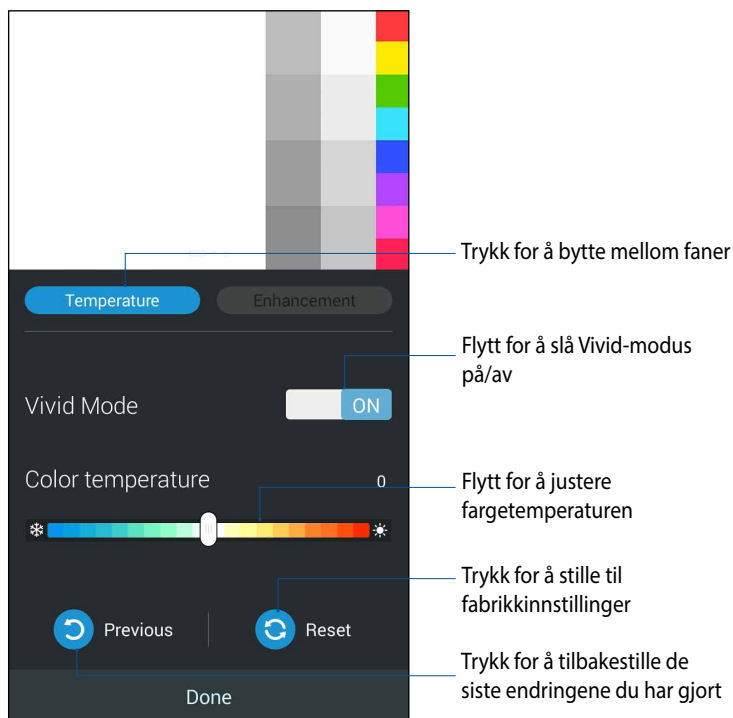 Trykk for å bytte mellom faner
Temperature
Enhancement
Flytt for å slå Vivid-modus
på/av
Vivid Mode
ON
Color temperature
0
Flytt for å justere
fargetemperaturen
Trykk for å stille til
fabrikkinnstillinger
Previous
Reset
Trykk for å tilbakestille de
siste endringene du har gjort
Done